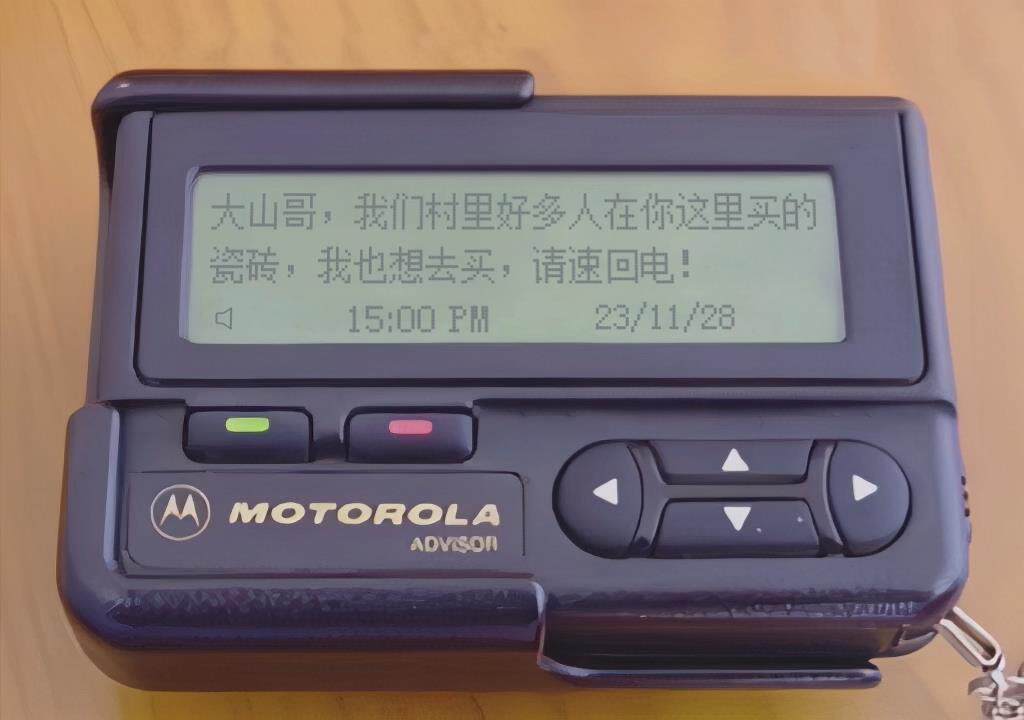 大山哥，我们村里好多人在你这里买的
瓷砖，我也想去买，请速回电！
15:00 PM 23/11/28
MOTOROLA
ADVISOR